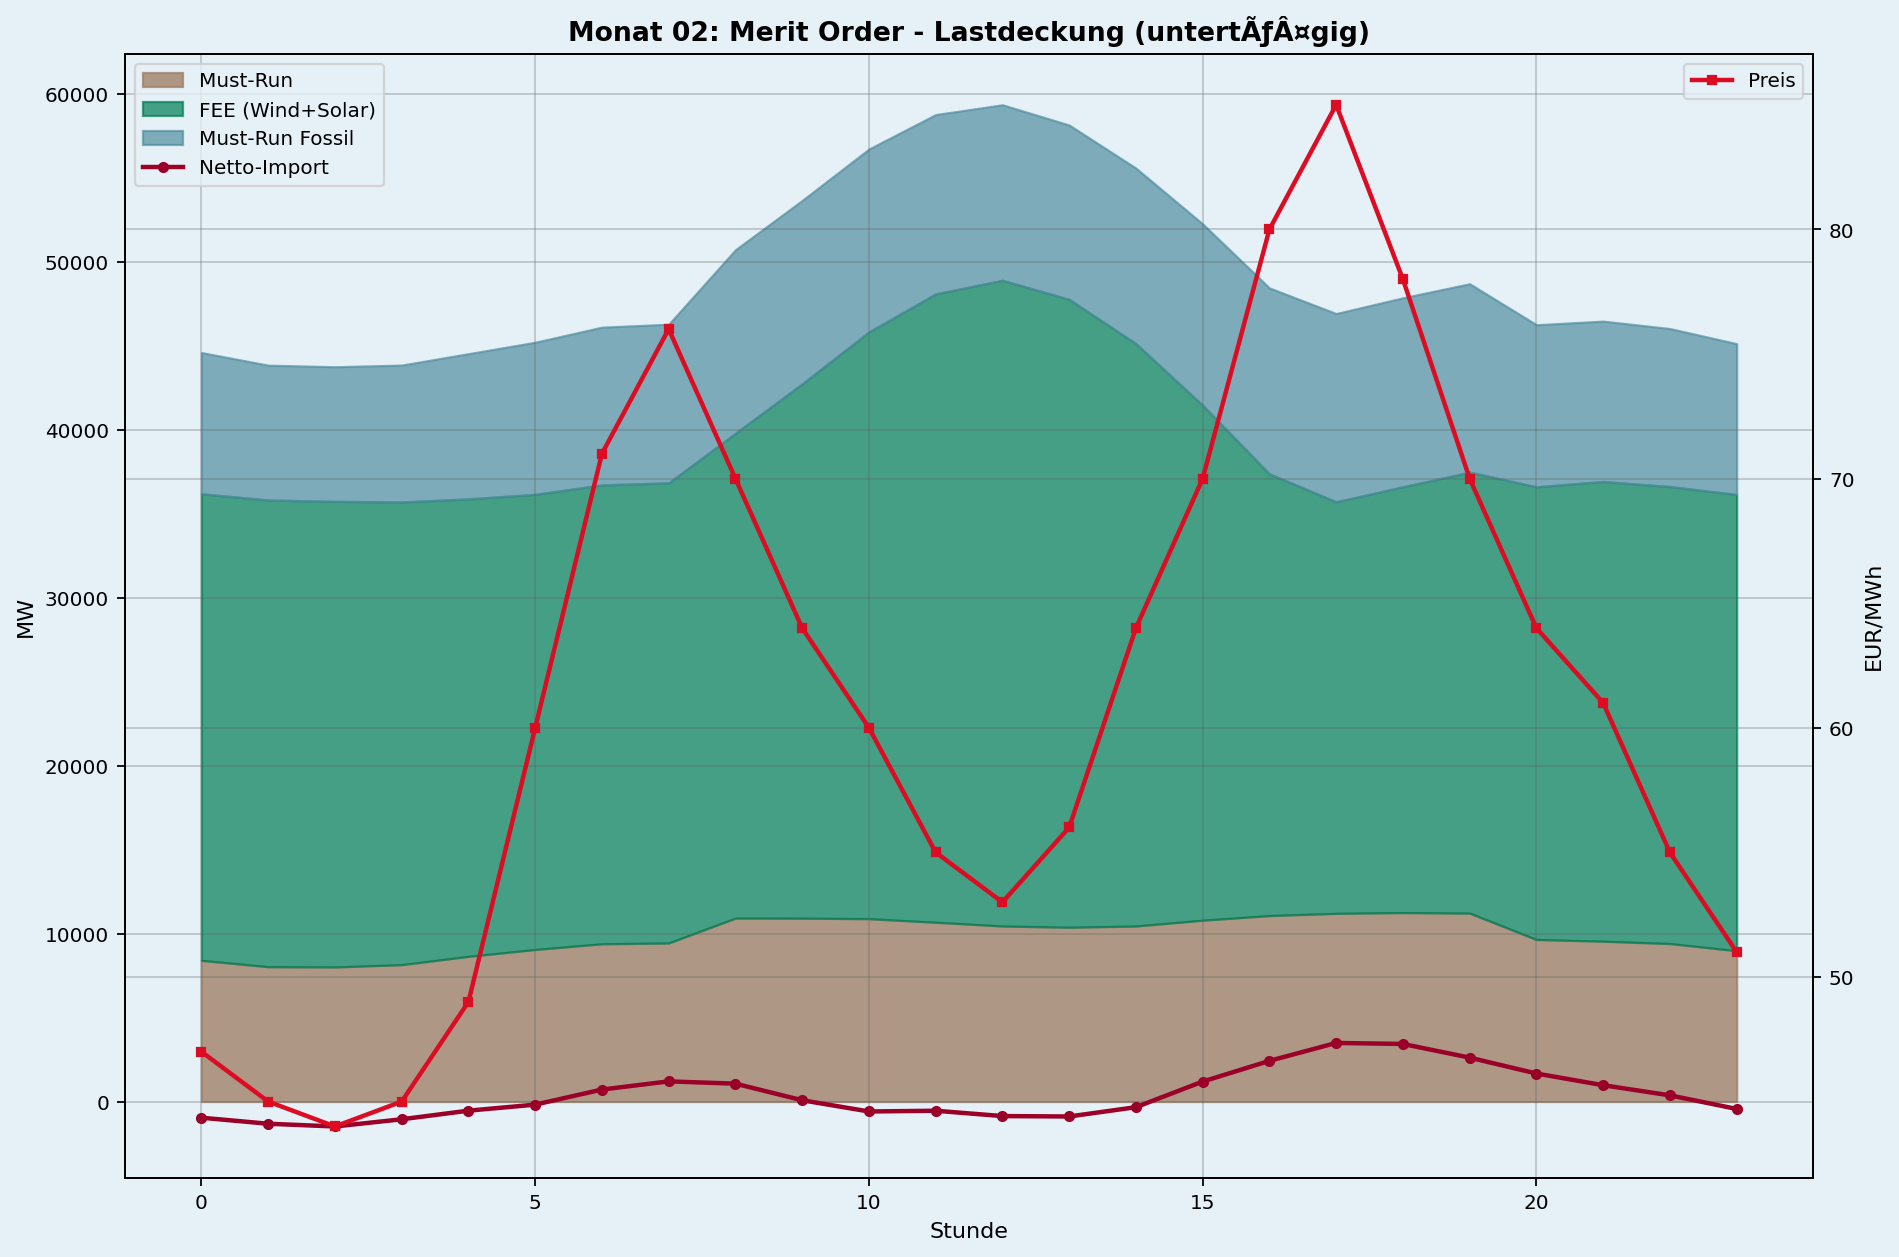 Monat 02: Merit Order - Lastdeckung (untertÃƒÂ¤gig)
Must-Run
FEE (Wind+Solar)
Must-Run Fossil
Netto-Import
Preis
60000
50000
40000
30000
20000
10000
0
80
70
60
50
MW
EUR/MWh
0
5
10
15
20
Stunde